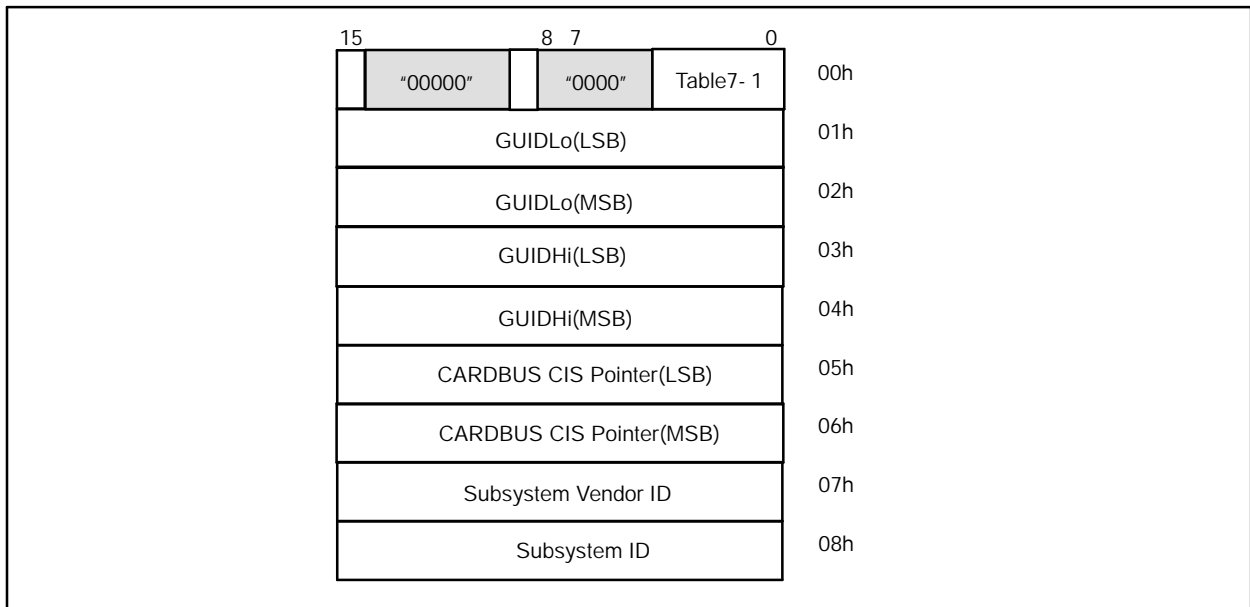 15 8 7 0
"00000" "0000" Table7- 1 00h
GUIDLo(LSB) 01h
GUIDLo(MSB) 02h
GUIDHi(LSB) 03h
GUIDHi(MSB) 04h
CARDBUS CIS Pointer(LSB) 05h
CARDBUS CIS Pointer(MSB) 06h
Subsystem Vendor ID 07h
Subsystem ID 08h